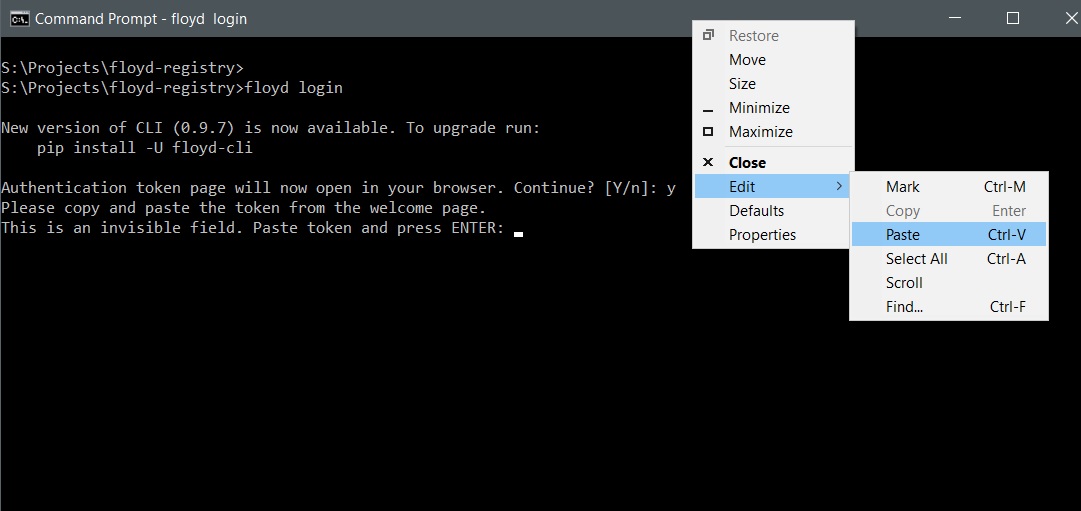 Command Prompt - floyd  login
S:\Projects\floyd-registry>
S:\Projects\floyd-registry>floyd login
New version of CLI (0.9.7) is now available. To upgrade run:
    pip install -U floyd-cli
Authentication token page will now open in your browser. Continue? [Y/n]: y
Please copy and paste the token from the welcome page.
This is an invisible field. Paste token and press ENTER:
Restore
Move
Size
Minimize
Maximize
Close
Edit
Defaults
Properties
Mark Ctrl-M
Copy Enter
Paste Ctrl-V
Select All Ctrl-A
Scroll
Find... Ctrl-F